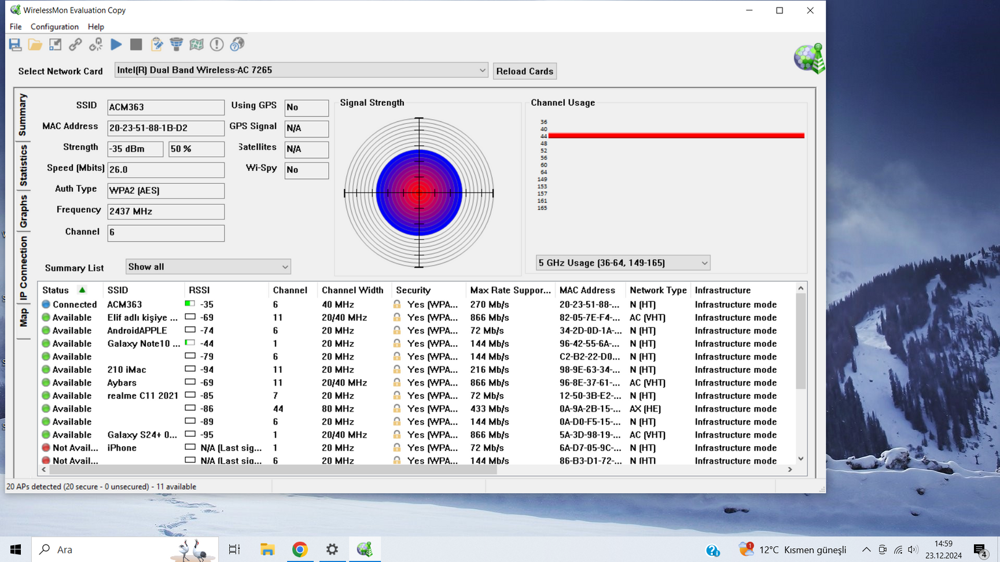 WirelessMon Evaluation Copy
File Configuration Help
Select Network Card Intel(R) Dual Band Wireless-AC 7265 Reload Cards
Summary
Statistics
Graphs
IP Connection
Map
SSID ACM363
MAC Address 20-23-51-88-1B-D2
Strength -35 dBm 50 %
Speed (Mbits) 26.0
Auth Type WPA2 (AES)
Frequency 2437 MHz
Channel 6
Using GPS No
GPS Signal N/A
Satellites N/A
Wi-Spy No
Signal Strength
Channel Usage
36
40
44
48
52
56
60
64
149
153
157
161
165
5 GHz Usage (36-64, 149-165)
Summary List Show all
Status SSID RSSI Channel Channel Width Security Max Rate Suppor... MAC Address Network Type Infrastructure
Connected ACM363 -35 6 40 MHz Yes (WPA... 270 Mb/s 20-23-51-88-... N (HT) Infrastructure mode
Available Elif adlı kişiye ... -69 11 20/40 MHz Yes (WPA... 866 Mb/s 82-05-7E-F4-... AC (VHT) Infrastructure mode
Available AndroidAPPLE -74 6 20 MHz Yes (WPA... 72 Mb/s 34-2D-0D-1A-... N (HT) Infrastructure mode
Available Galaxy Note10 ... -44 1 20 MHz Yes (WPA... 144 Mb/s 96-42-55-6A-... N (HT) Infrastructure mode
Available -79 6 20 MHz Yes (WPA... 144 Mb/s C2-B2-22-D0... N (HT) Infrastructure mode
Available 210 iMac -94 11 20 MHz Yes (WPA... 216 Mb/s 98-9E-63-34-... N (HT) Infrastructure mode
Available Aybars -69 11 20/40 MHz Yes (WPA... 866 Mb/s 96-8E-37-61-... AC (VHT) Infrastructure mode
Available realme C11 2021 -85 7 20 MHz Yes (WPA... 72 Mb/s 12-50-3B-E2-... N (HT) Infrastructure mode
Available -86 44 80 MHz Yes (WPA... 433 Mb/s 0A-9A-2B-15-... AX (HE) Infrastructure mode
Available -89 6 20 MHz Yes (WPA... 144 Mb/s 0A-D0-F5-15-... N (HT) Infrastructure mode
Available Galaxy S24+ 0... -95 1 20/40 MHz Yes (WPA... 866 Mb/s 5A-3D-98-19-... AC (VHT) Infrastructure mode
Not Avail... iPhone N/A (Last sig... 1 20 MHz Yes (WPA... 72 Mb/s 6A-D7-05-9C-... N (HT) Infrastructure mode
Not Avail... N/A (Last sig... 6 20 MHz Yes (WPA... 144 Mb/s 86-B3-D1-72-... N (HT) Infrastructure mode
20 APs detected (20 secure - 0 unsecured) - 11 available
Ara
1
12°C Kısmen güneşli
14:59
23.12.2024
4